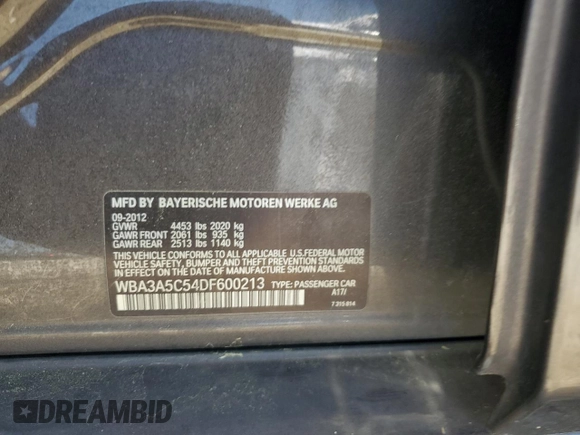 MFD BY BAYERISCHE MOTOREN WERKE AG
09-2012
GVWR 4453 lbs 2020 kg
GAWR FRONT 2061 lbs 935 kg
GAWR REAR 2513 lbs 1140 kg
THIS VEHICLE CONFORMS TO ALL APPLICABLE U.S.FEDERAL MOTOR
VEHICLE SAFETY, BUMPER AND THEFT PREVENTION STANDARDS IN
EFFECT ON THE DATE OF MANUFACTURE SHOWN ABOVE.
WBA3A5C54DF600213 TYPE: PASSENGER CAR
A17/
7 215 814
DREAMBID